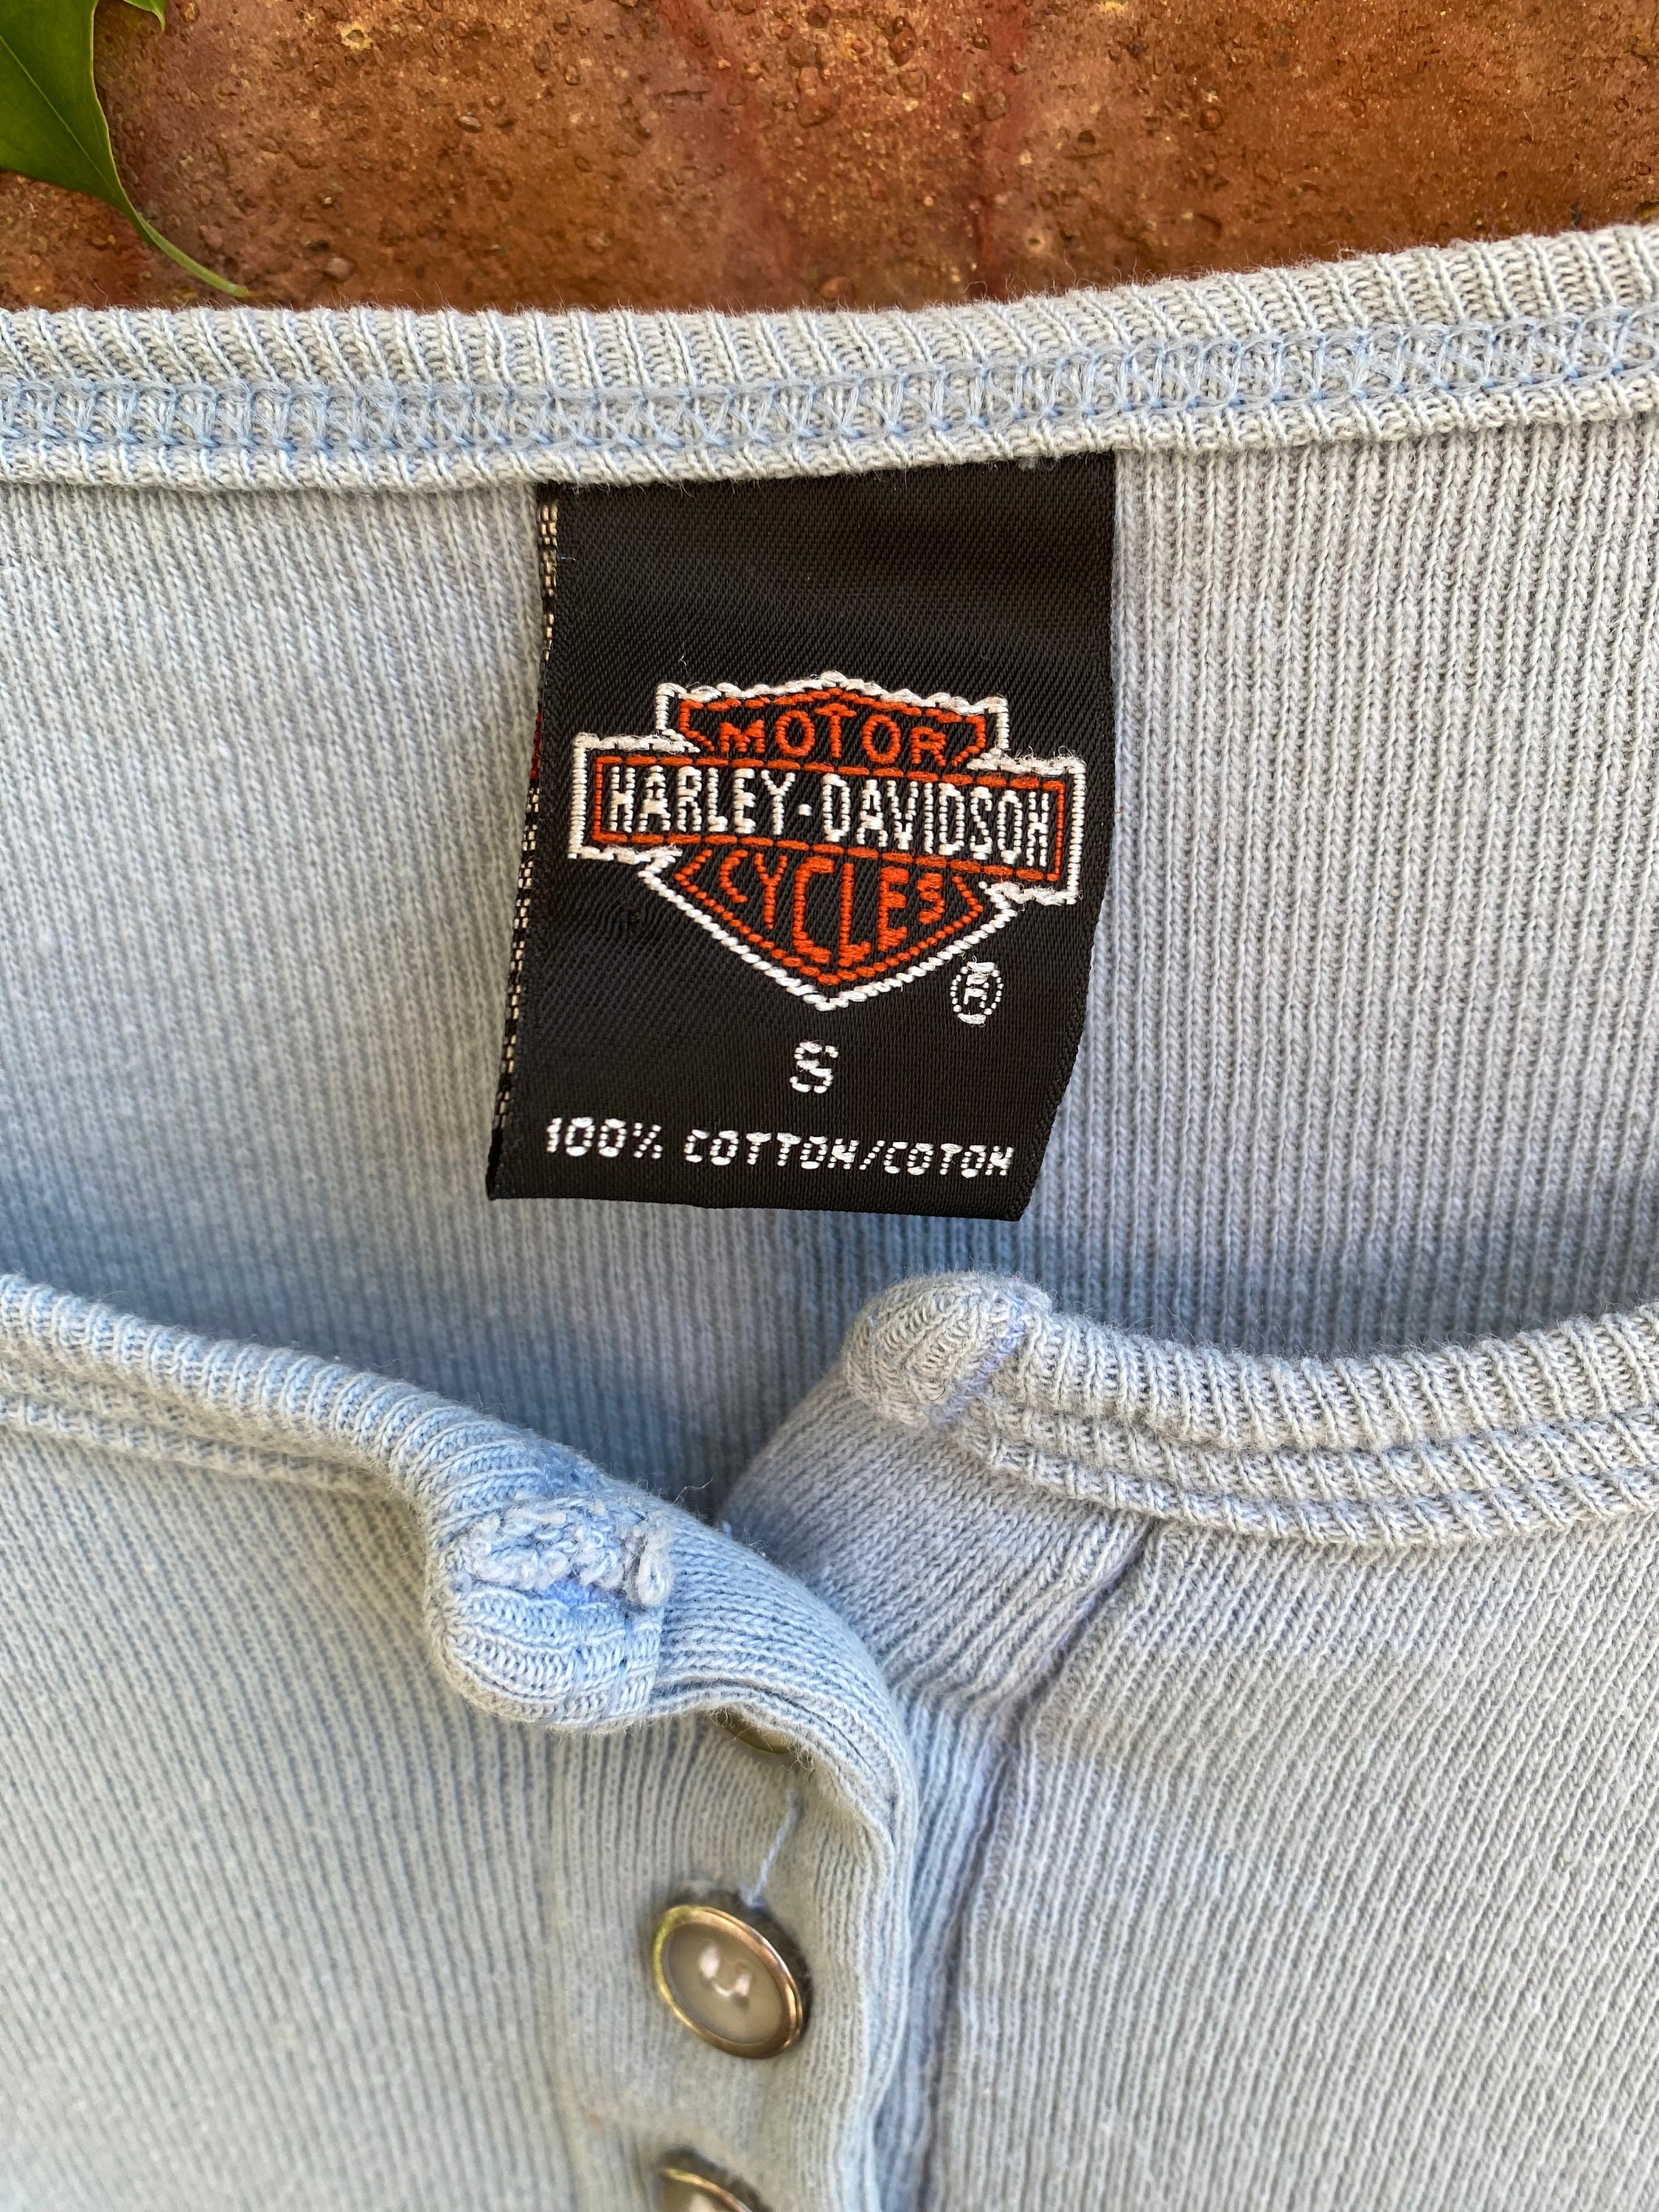 MOTOR
HARLEY-DAVIDSON
CYCLES
®
S
100% COTTON/COTON